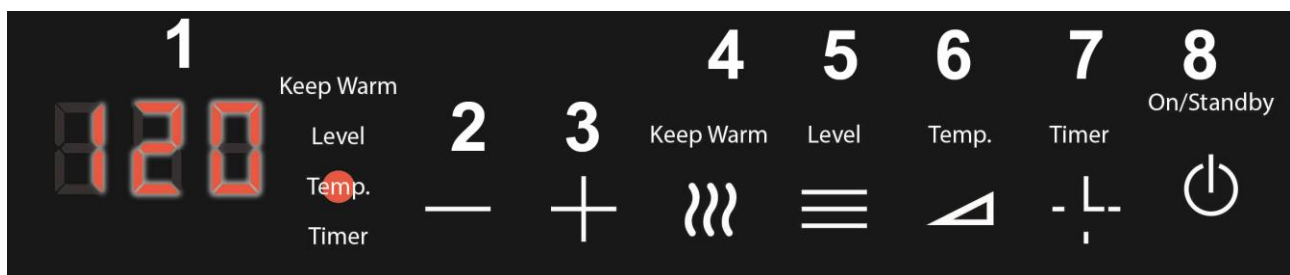 1
120
Keep Warm
Level
Temp.
Timer
2
3
4
Keep Warm
5
Level
6
Temp.
7
Timer
8
On/Standby